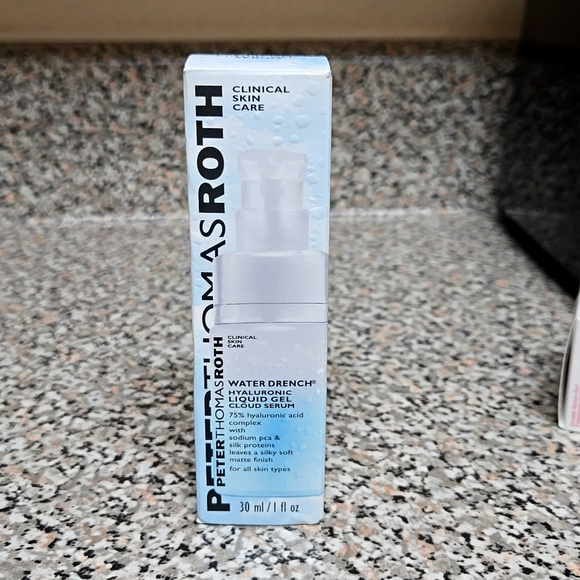 PETERTHOMASROTH
CLINICAL
SKIN
CARE
PETERTHOMASROTH
CLINICAL
SKIN
CARE
WATER DRENCH®
HYALURONIC
LIQUID GEL
CLOUD SERUM
75% hyaluronic acid
complex
with
sodium pca &
silk proteins
leaves a silky soft
matte finish
for all skin types
30 ml / 1 fl oz